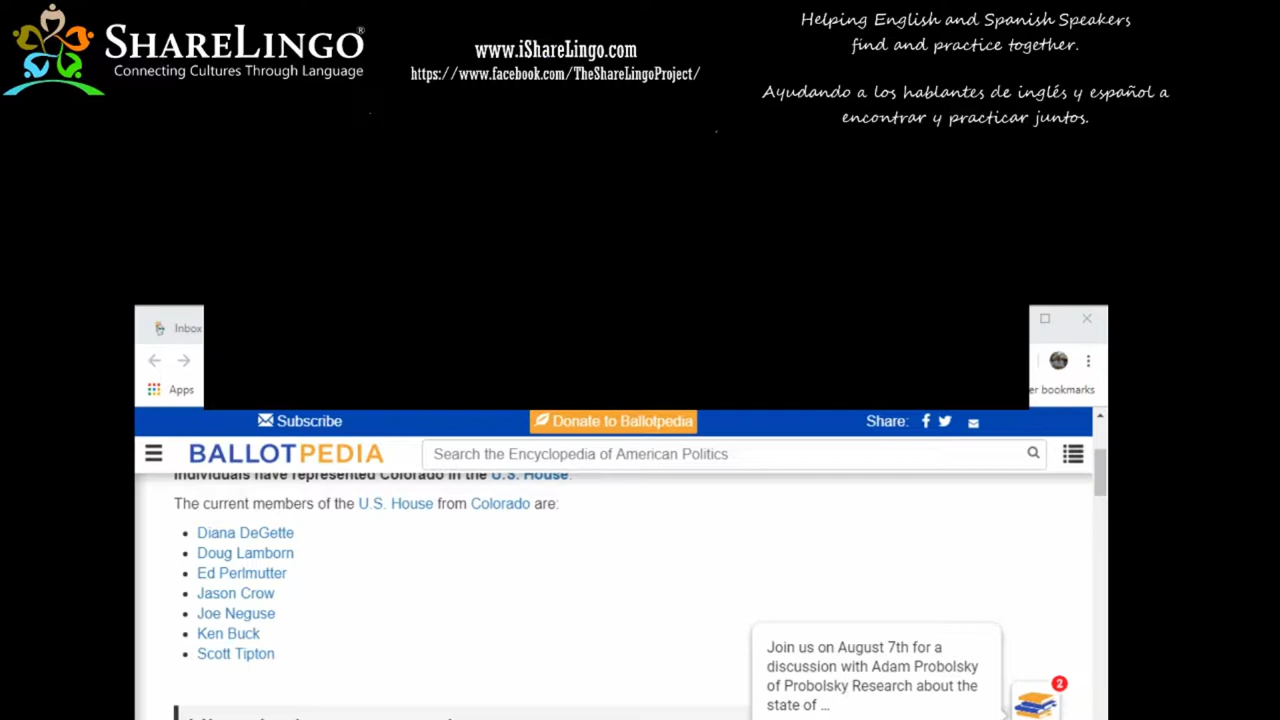 SHARELINGO®
Connecting Cultures Through Language
www.iShareLingo.com
https://www.facebook.com/TheShareLingoProject/
Helping English and Spanish Speakers
find and practice together.
Ayudando a los hablantes de inglés y español a
encontrar y practicar juntos.
Inbox
Apps
er bookmarks
Subscribe
Donate to Ballotpedia
Share:
BALLOTPEDIA
Search the Encyclopedia of American Politics
individuals have represented Colorado in the U.S. House.
The current members of the U.S. House from Colorado are:
• Diana DeGette
• Doug Lamborn
• Ed Perlmutter
• Jason Crow
• Joe Neguse
• Ken Buck
• Scott Tipton
Join us on August 7th for a
discussion with Adam Probolsky
of Probolsky Research about the
state of ...
2